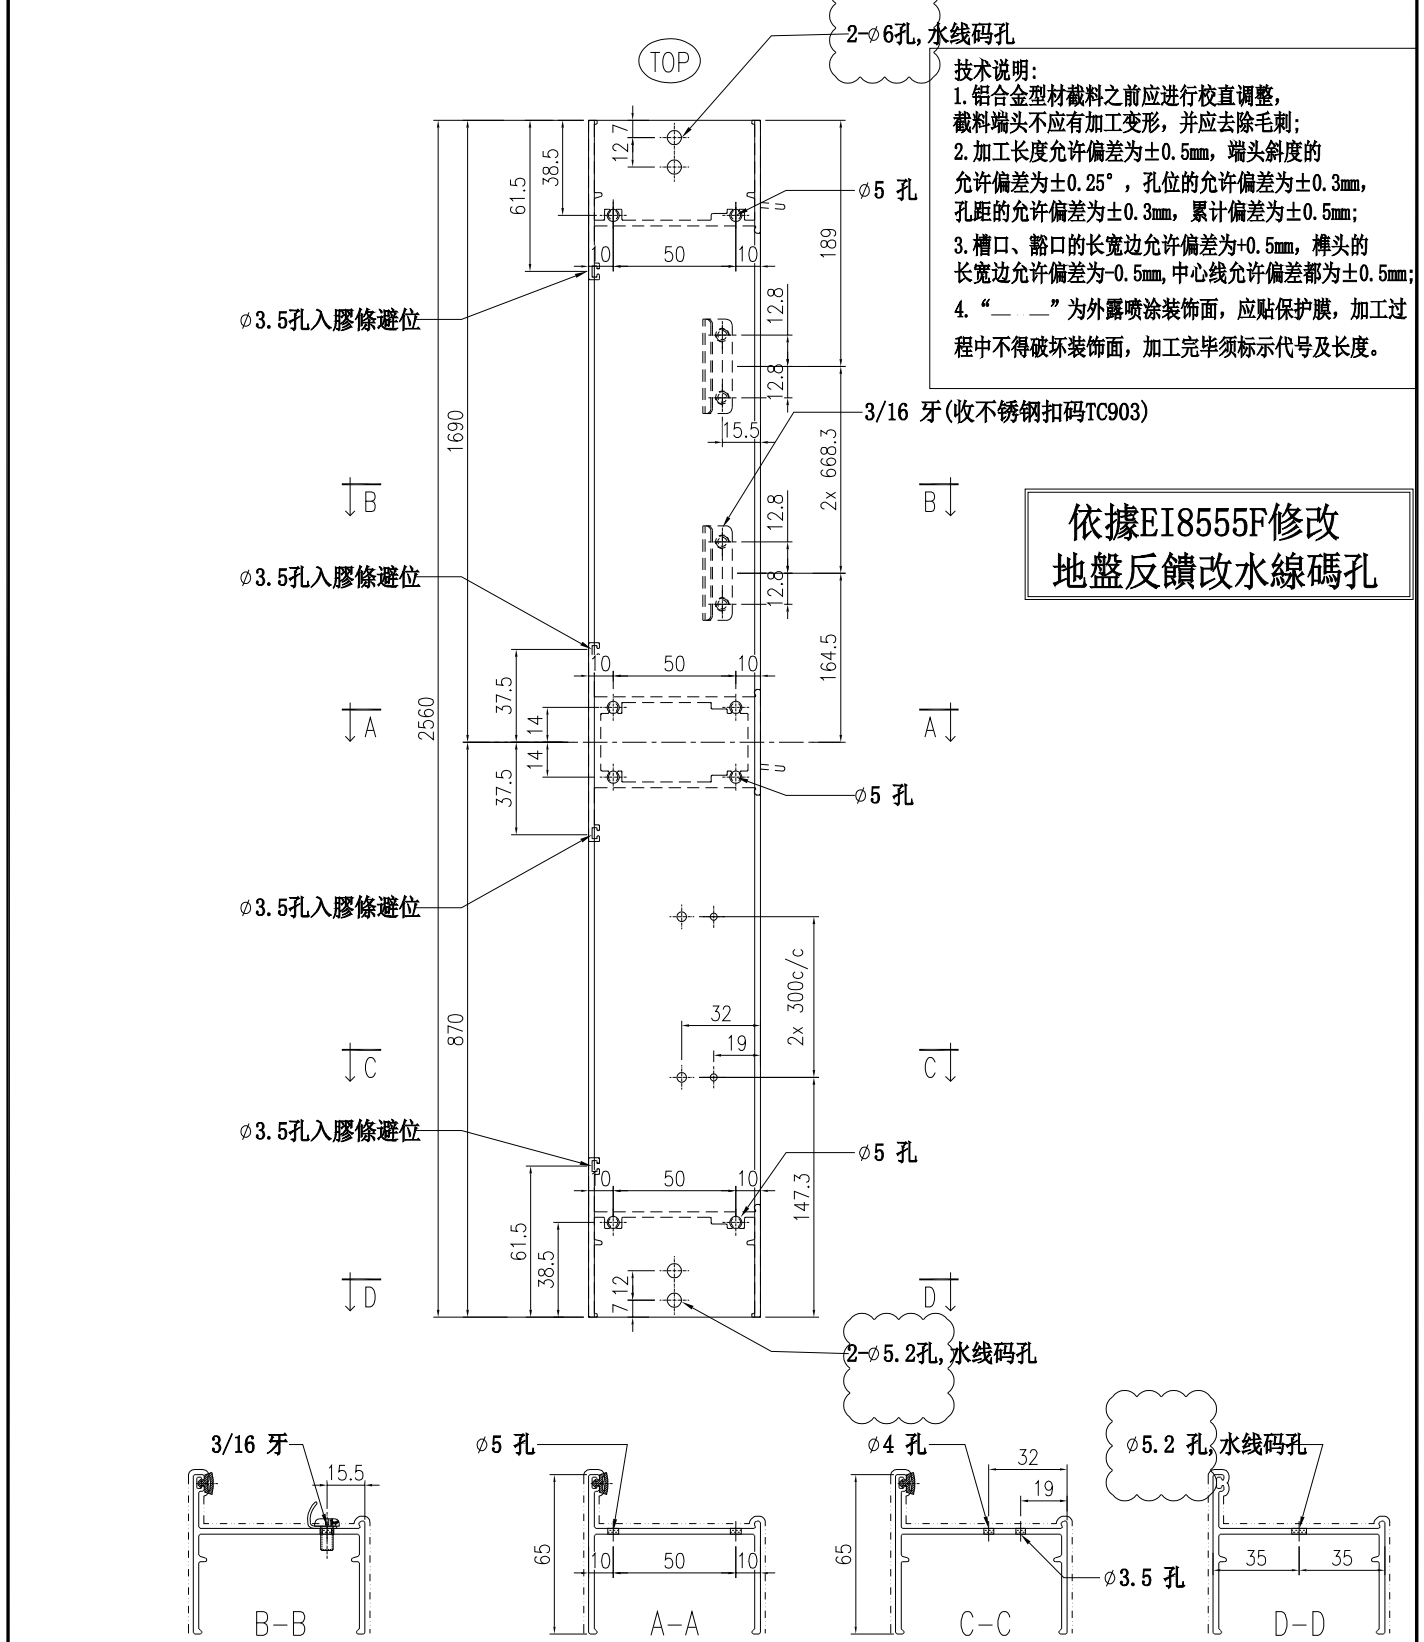 2-∅6孔,水线码孔
TOP
技术说明:
1.铝合金型材截料之前应进行校直调整,
截料端头不应有加工变形, 并应去除毛刺;
2.加工长度允许偏差为±0.5mm, 端头斜度的
允许偏差为±0.25°, 孔位的允许偏差为±0.3mm,
孔距的允许偏差为±0.3mm, 累计偏差为±0.5mm;
3.槽口、豁口的长宽边允许偏差为+0.5mm, 榫头的
长宽边允许偏差为-0.5mm,中心线允许偏差都为±0.5mm;
4.“__ __”为外露喷涂装饰面, 应贴保护膜, 加工过
程中不得破坏装饰面, 加工完毕须标示代号及长度。
7
12
38.5
61.5
∅5 孔
189
10 50 10
∅3.5孔入膠條避位
12.8
12.8
3/16 牙(收不锈钢扣码TC903)
15.5
1690
2x 668.3
B B
依據EI8555F修改
地盤反饋改水線碼孔
12.8
12.8
∅3.5孔入膠條避位
164.5
10 50 10
37.5
14
2560
A A
14
37.5
∅5 孔
∅3.5孔入膠條避位
2x 300c/c
32
19
870
C C
∅3.5孔入膠條避位
∅5 孔
10 50 10
147.3
61.5
38.5
12
7
D D
2-∅5.2孔,水线码孔
3/16 牙
15.5
B-B
∅5 孔
65
10 50 10
A-A
∅4 孔
32
19
65
∅3.5 孔
C-C
∅5.2 孔,水线码孔
35 35
D-D